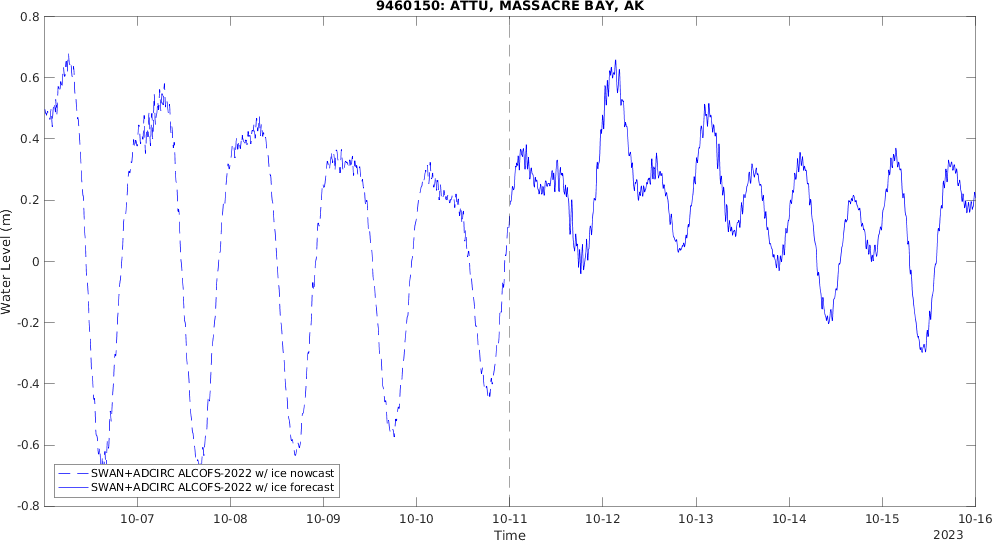 9460150: ATTU, MASSACRE BAY, AK
0.8
0.6
0.4
0.2
0
-0.2
-0.4
-0.6
-0.8
Water Level (m)
SWAN+ADCIRC ALCOFS-2022 w/ ice nowcast
SWAN+ADCIRC ALCOFS-2022 w/ ice forecast
10-07 10-08 10-09 10-10 10-11 10-12 10-13 10-14 10-15 10-16
Time
2023